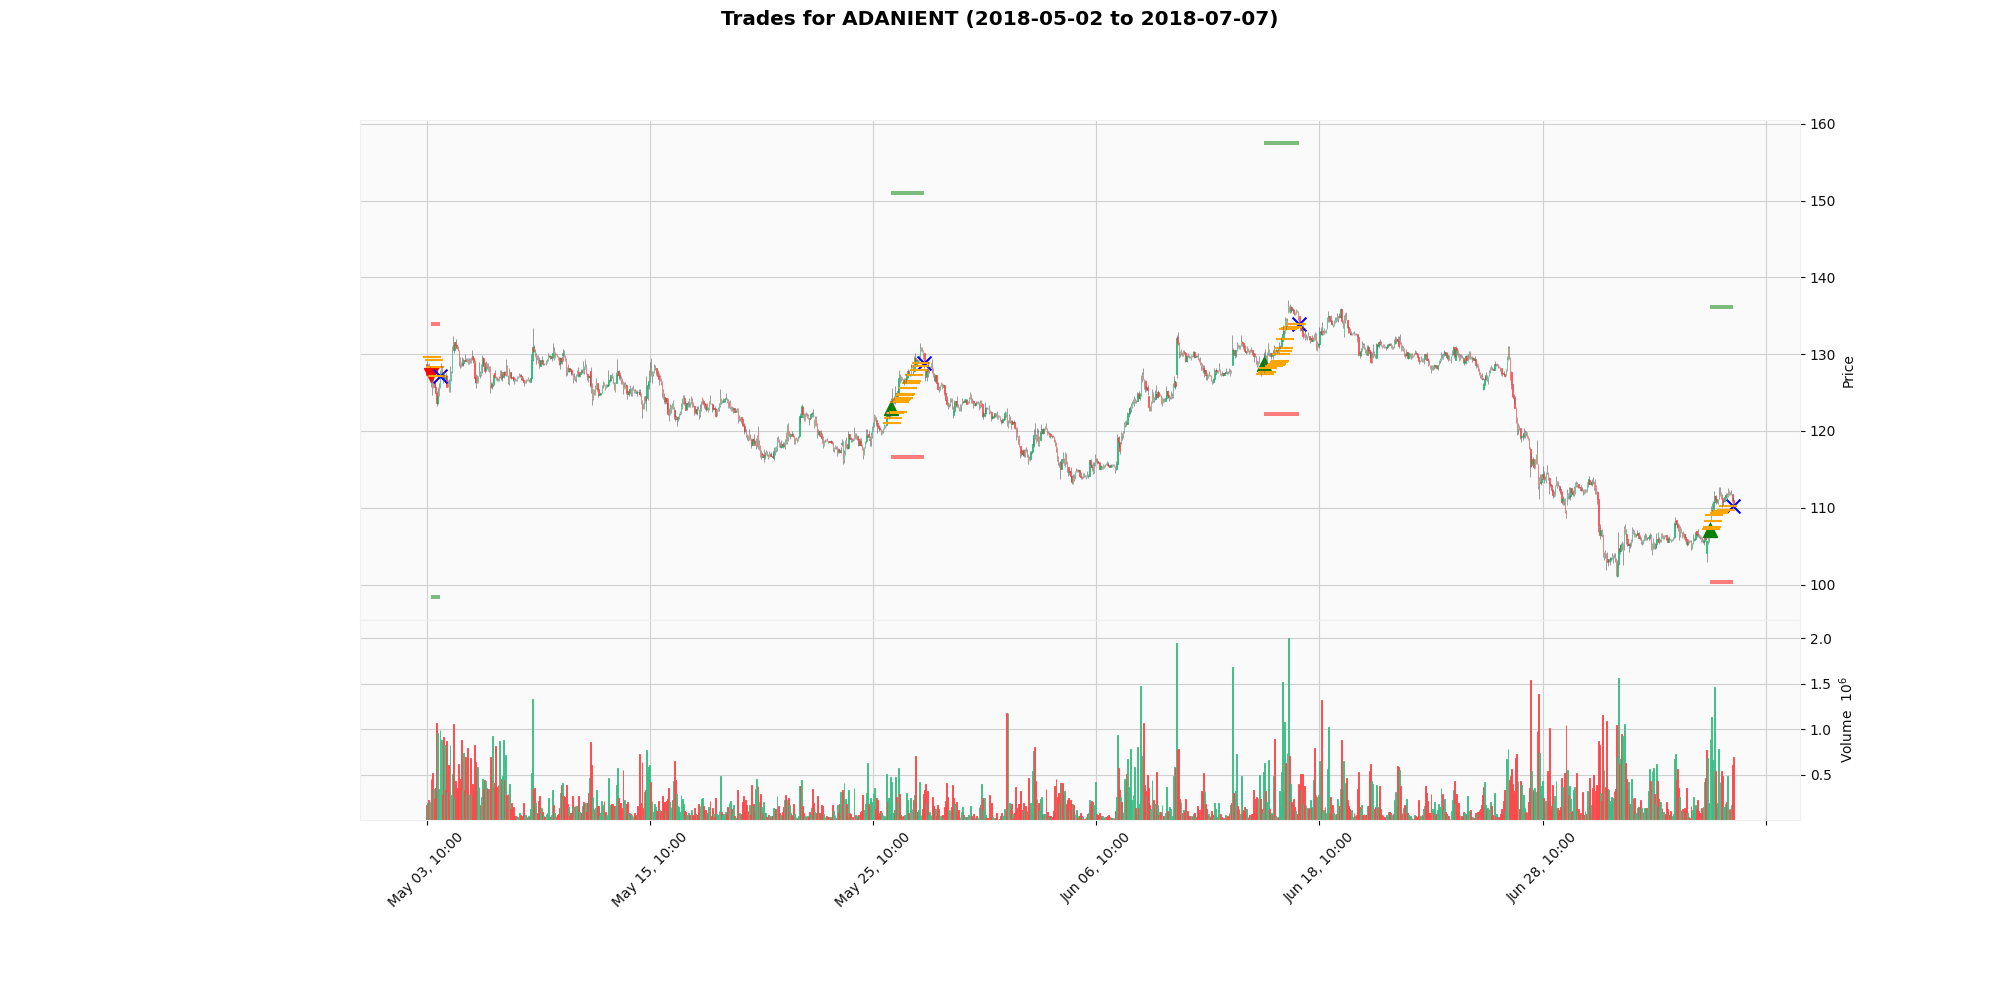 Trades for ADANIENT (2018-05-02 to 2018-07-07)
160
150
140
130
120
110
100
Price
2.0
1.5
1.0
0.5
Volume 10^6
May 03, 10:00
May 15, 10:00
May 25, 10:00
Jun 06, 10:00
Jun 18, 10:00
Jun 28, 10:00